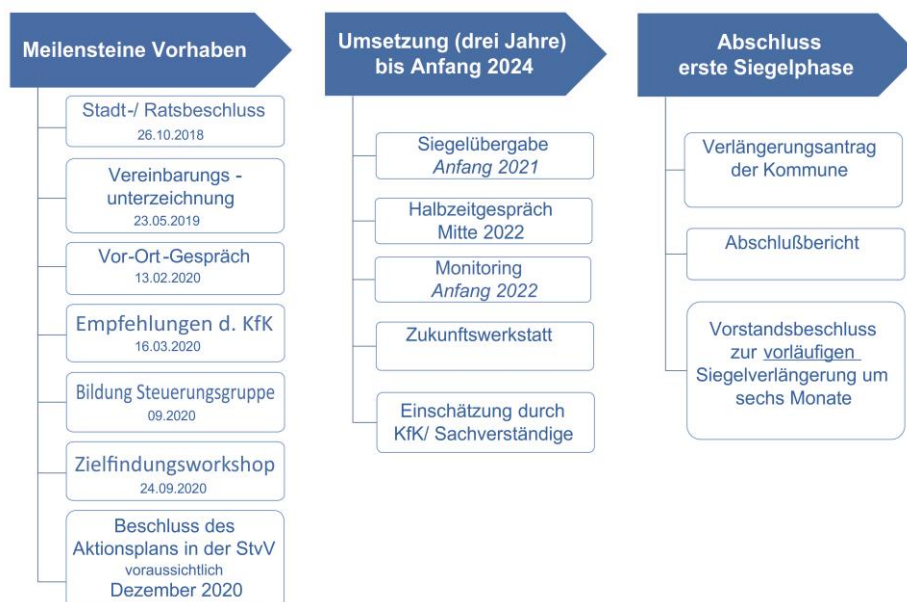 Meilensteine Vorhaben
Stadt-/ Ratsbeschluss
26.10.2018
Vereinbarungs -
unterzeichnung
23.05.2019
Vor-Ort-Gespräch
13.02.2020
Empfehlungen d. KfK
16.03.2020
Bildung Steuerungsgruppe
09.2020
Zielfindungsworkshop
24.09.2020
Beschluss des
Aktionsplans in der StvV
voraussichtlich
Dezember 2020
Umsetzung (drei Jahre)
bis Anfang 2024
Siegelübergabe
Anfang 2021
Halbzeitgespräch
Mitte 2022
Monitoring
Anfang 2022
Zukunftswerkstatt
Einschätzung durch
KfK/ Sachverständige
Abschluss
erste Siegelphase
Verlängerungsantrag
der Kommune
Abschlußbericht
Vorstandsbeschluss
zur vorläufigen
Siegelverlängerung um
sechs Monate